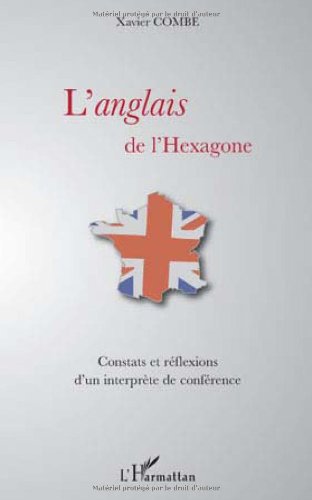 Matériel protégé par le droit d'auteur
Xavier COMBE
L'anglais
de l'Hexagone
Constats et réflexions
d'un interprète de conférence
L'Harmattan
Matériel protégé par le droit d'auteur